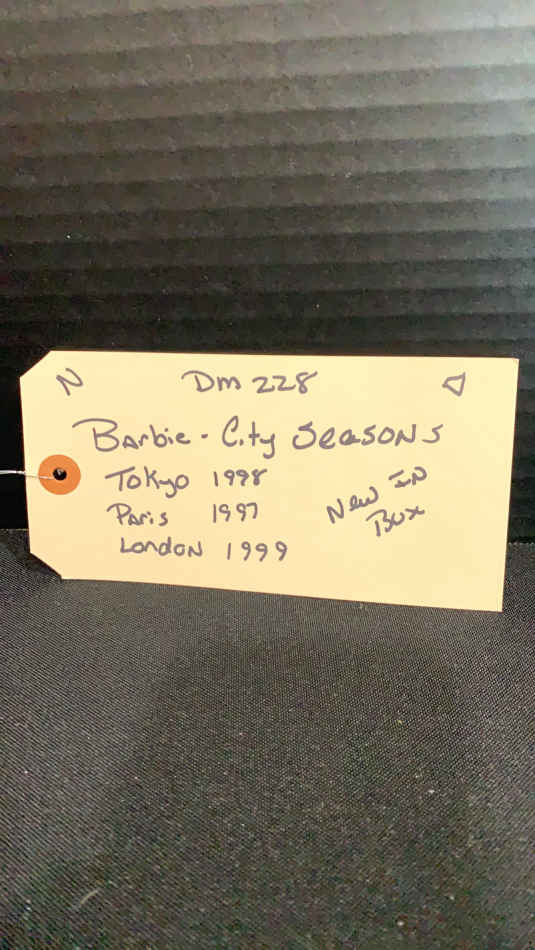 N DM 228
Barbie - City Seasons
Tokyo 1998
Paris 1997
London 1999
New In
Box